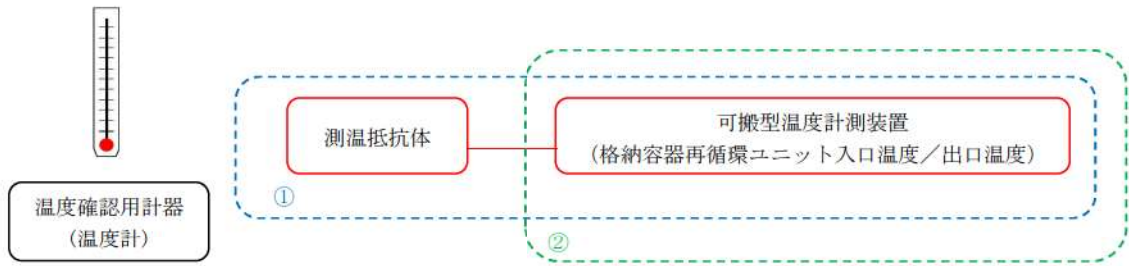 測温抵抗体
可搬型温度計測装置
（格納容器再循環ユニット入口温度／出口温度）
①
温度確認用計器
（温度計）
②